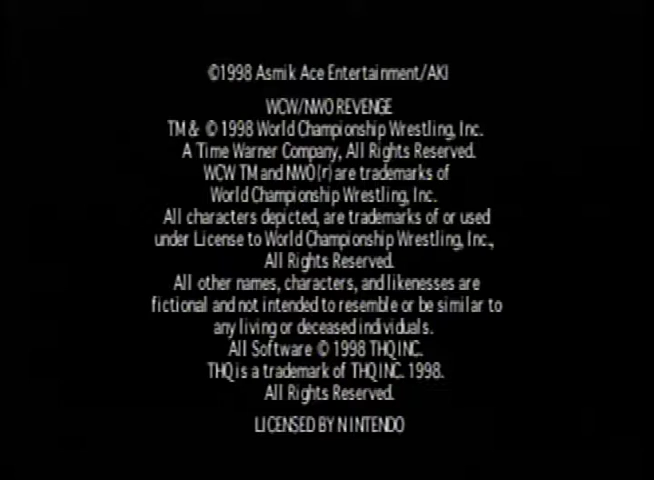 ©1998 Asmik Ace Entertainment/AKI
WCW/NWO REVENGE
TM & © 1998 World Championship Wrestling, Inc.
A Time Warner Company, All Rights Reserved.
WCW TM and NWO(r) are trademarks of
World Championship Wrestling, Inc.
All characters depicted, are trademarks of or used
under License to World Championship Wrestling, Inc.,
All Rights Reserved.
All other names, characters, and likenesses are
fictional and not intended to resemble or be similar to
any living or deceased individuals.
All Software © 1998 THQ INC.
THQ is a trademark of THQ INC. 1998.
All Rights Reserved.
LICENSED BY NINTENDO